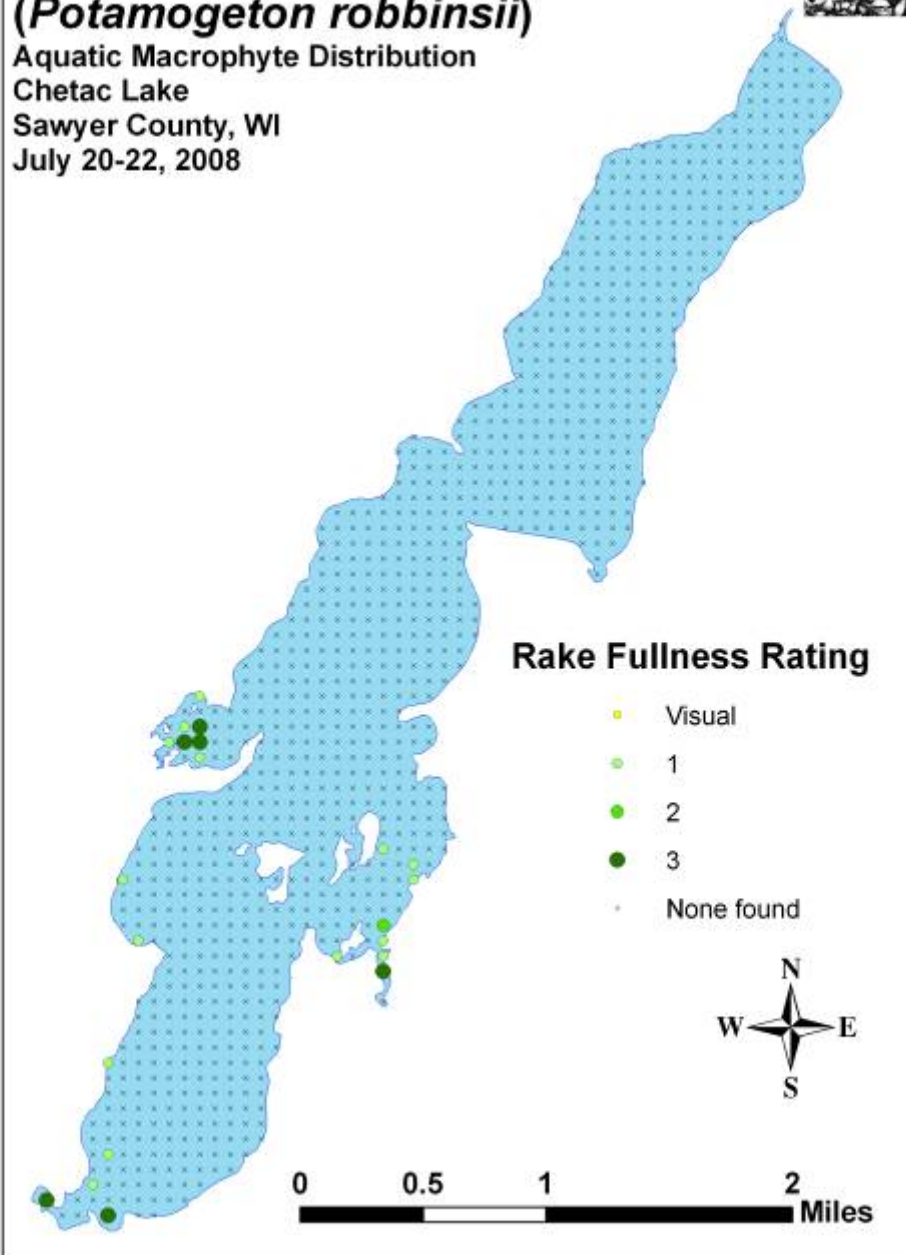 (Potamogeton robbinsii)
Aquatic Macrophyte Distribution
Chetac Lake
Sawyer County, WI
July 20-22, 2008
Rake Fullness Rating
Visual
1
2
3
None found
N
W E
S
0 0.5 1 2
Miles